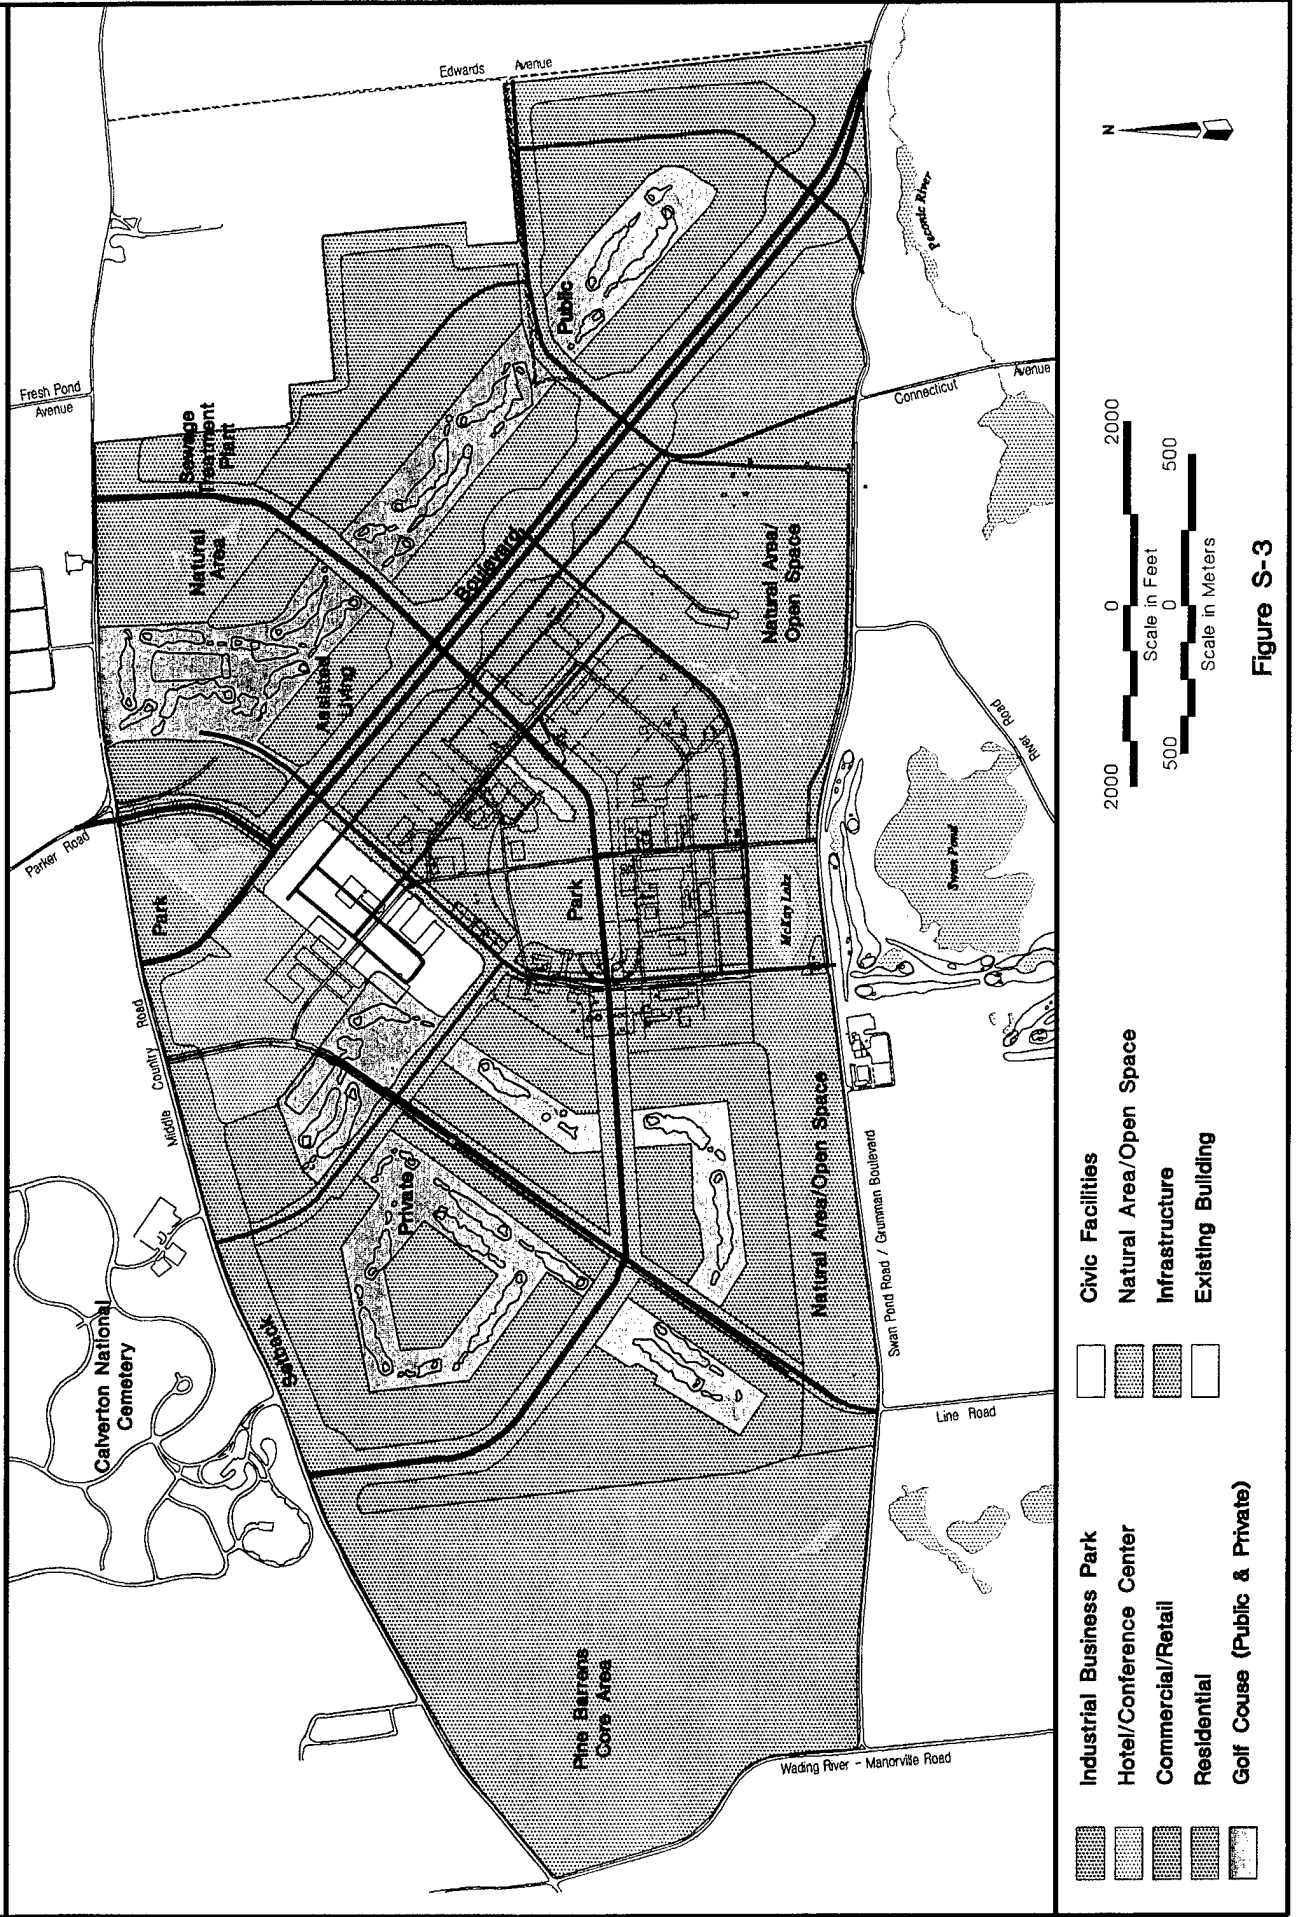 Calverton National
Cemetery
Middle Country Road
Parker Road
Fresh Pond
Avenue
Edwards Avenue
Setback
Park
Natural
Area
Sewage
Treatment
Plant
Assisted
Living
Private
Public
Boulevard
Park
Pine Barrens
Core Area
Natural Area/Open Space
McKay Lake
Natural Area/
Open Space
Wading River - Manorville Road
Line Road
Swan Pond Road / Grumman Boulevard
Swan Pond
River Road
Connecticut Avenue
Peconic River
Industrial Business Park
Hotel/Conference Center
Commercial/Retail
Residential
Golf Couse (Public & Private)
Civic Facilities
Natural Area/Open Space
Infrastructure
Existing Building
2000 0 2000
Scale in Feet
500 0 500
Scale in Meters
N
Figure S-3